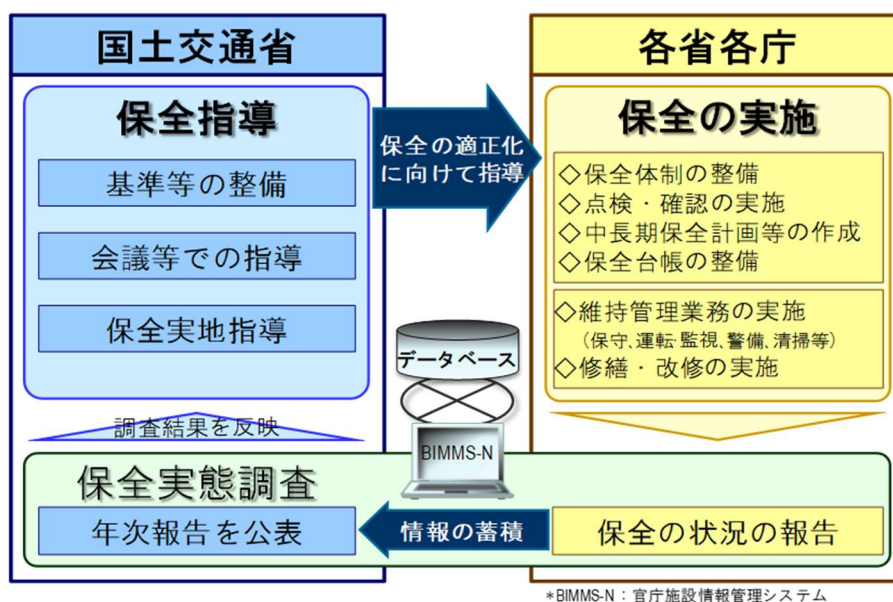 国土交通省
保全指導
基準等の整備
会議等での指導
保全実地指導
調査結果を反映
保全の適正化
に向けて指導
各省各庁
保全の実施
◇保全体制の整備
◇点検・確認の実施
◇中長期保全計画等の作成
◇保全台帳の整備
◇維持管理業務の実施
（保守、運転･監視、警備、清掃等）
◇修繕・改修の実施
データベース
BIMMS-N
保全実態調査
年次報告を公表
情報の蓄積
保全の状況の報告
*BIMMS-N：官庁施設情報管理システム